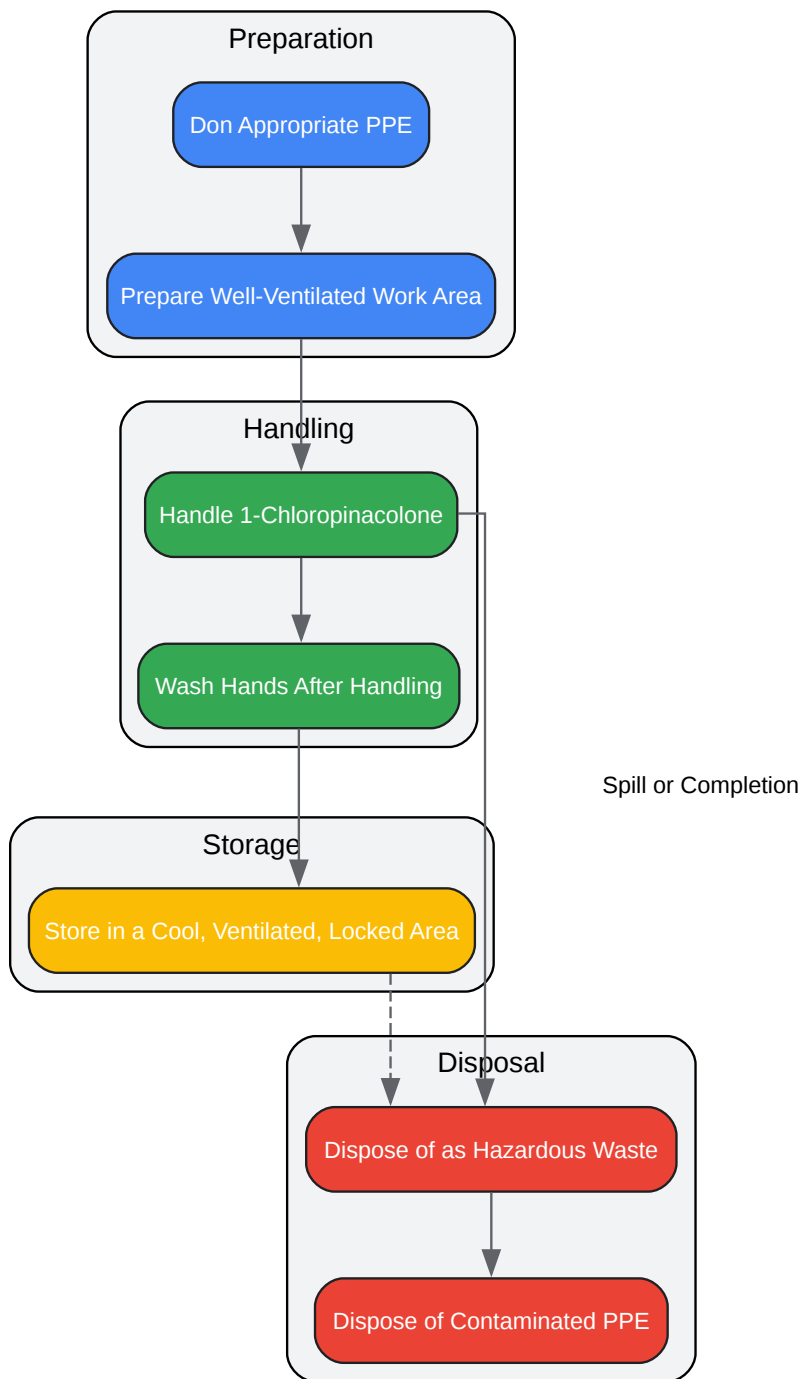 Preparation
Don Appropriate PPE
Prepare Well-Ventilated Work Area
Handling
Handle 1-Chloropinacolone
Wash Hands After Handling
Spill or Completion
Storage
Store in a Cool, Ventilated, Locked Area
Disposal
Dispose of as Hazardous Waste
Dispose of Contaminated PPE